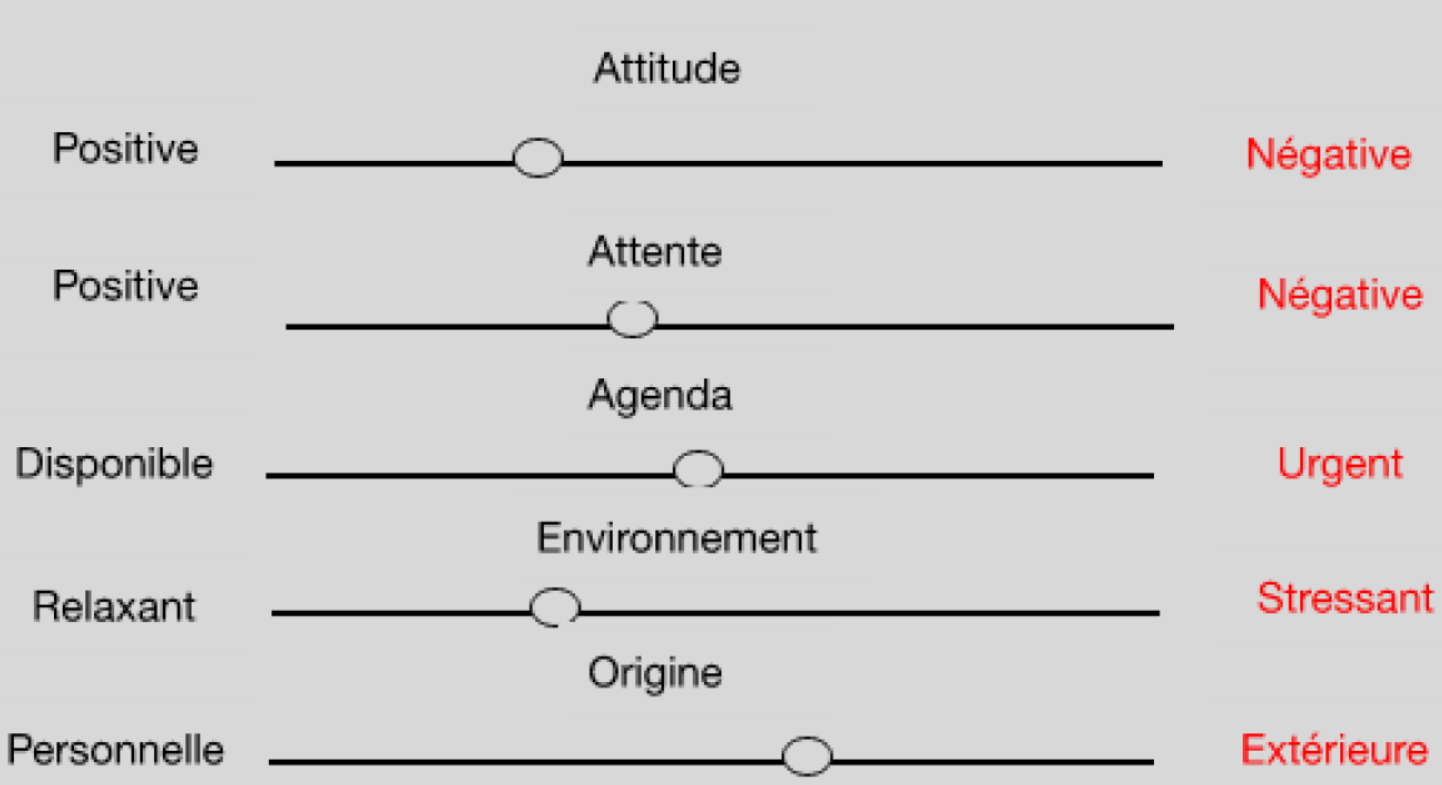 Attitude
Positive Négative
Attente
Positive Négative
Agenda
Disponible Urgent
Environnement
Relaxant Stressant
Origine
Personnelle Extérieure